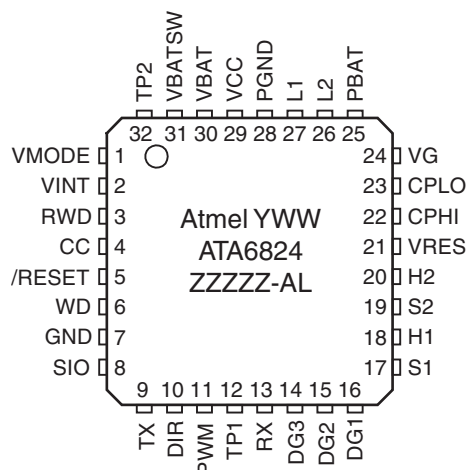 TP2
VBATSW
VBAT
VCC
PGND
L1
L2
PBAT
32 31 30 29 28 27 26 25
VMODE 1 24 VG
VINT 2 23 CPLO
RWD 3 Atmel YWW 22 CPHI
CC 4 ATA6824 21 VRES
/RESET 5 ZZZZZ-AL 20 H2
WD 6 19 S2
GND 7 18 H1
SIO 8 17 S1
9 10 11 12 13 14 15 16
TX
DIR
PWM
TP1
RX
DG3
DG2
DG1